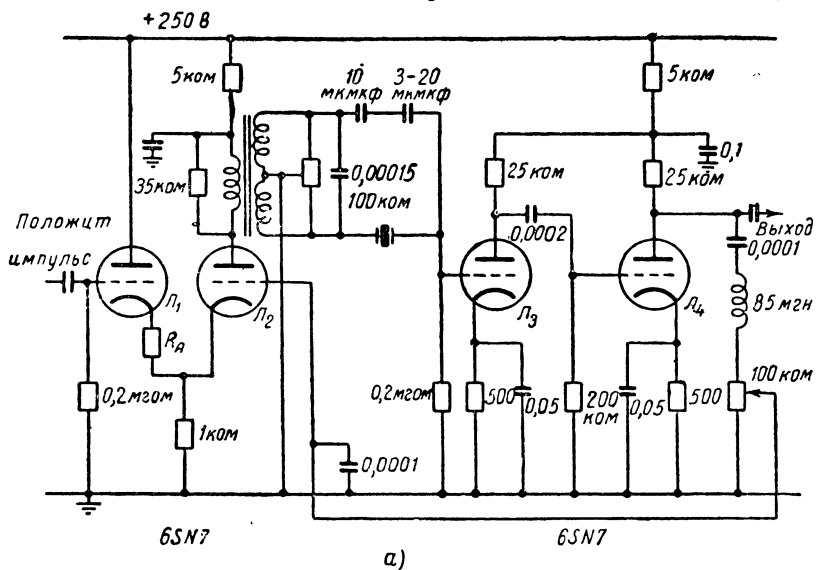 +250 В
5 ком
10
мкмкф
3-20
мкмкф
5 ком
35 ком
0,00015
100 ком
25 ком
0,1
25 ком
Положит
импульс
Л1
Л2
0,0002
Выход
0,0001
Л3
Л4
85 мгн
RA
0,2 мгом
1 ком
0,0001
0,2 мгом
500
0,05
200
ком
0,05
500
100 ком
6SN7
6SN7
а)